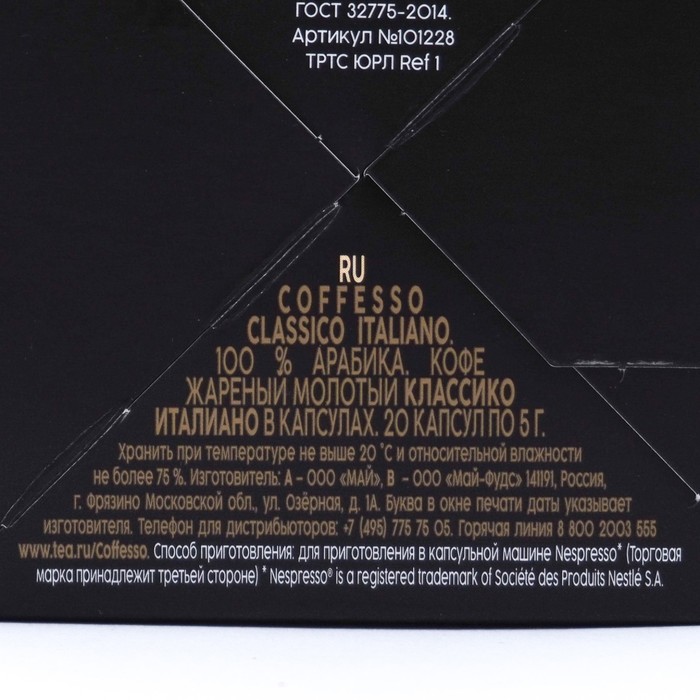 ГОСТ 32775-2014.
Артикул №101228
ТРТС ЮРЛ Ref 1
RU
COFFESSO
CLASSICO ITALIANO.
100 % АРАБИКА. КОФЕ
ЖАРЕНЫЙ МОЛОТЫЙ КЛАССИКО
ИТАЛИАНО В КАПСУЛАХ. 20 КАПСУЛ ПО 5 Г.
Хранить при температуре не выше 20 °С и относительной влажности
не более 75 %. Изготовитель: А – ООО «МАЙ», В – ООО «Май-Фудс» 141191, Россия,
г. Фрязино Московской обл., ул. Озёрная, д. 1А. Буква в окне печати даты указывает
изготовителя. Телефон для дистрибьюторов: +7 (495) 775 75 05. Горячая линия 8 800 2003 555
www.tea.ru/Coffesso. Способ приготовления: для приготовления в капсульной машине Nespresso* (Торговая
марка принадлежит третьей стороне) * Nespresso® is a registered trademark of Société des Produits Nestlé S.A.